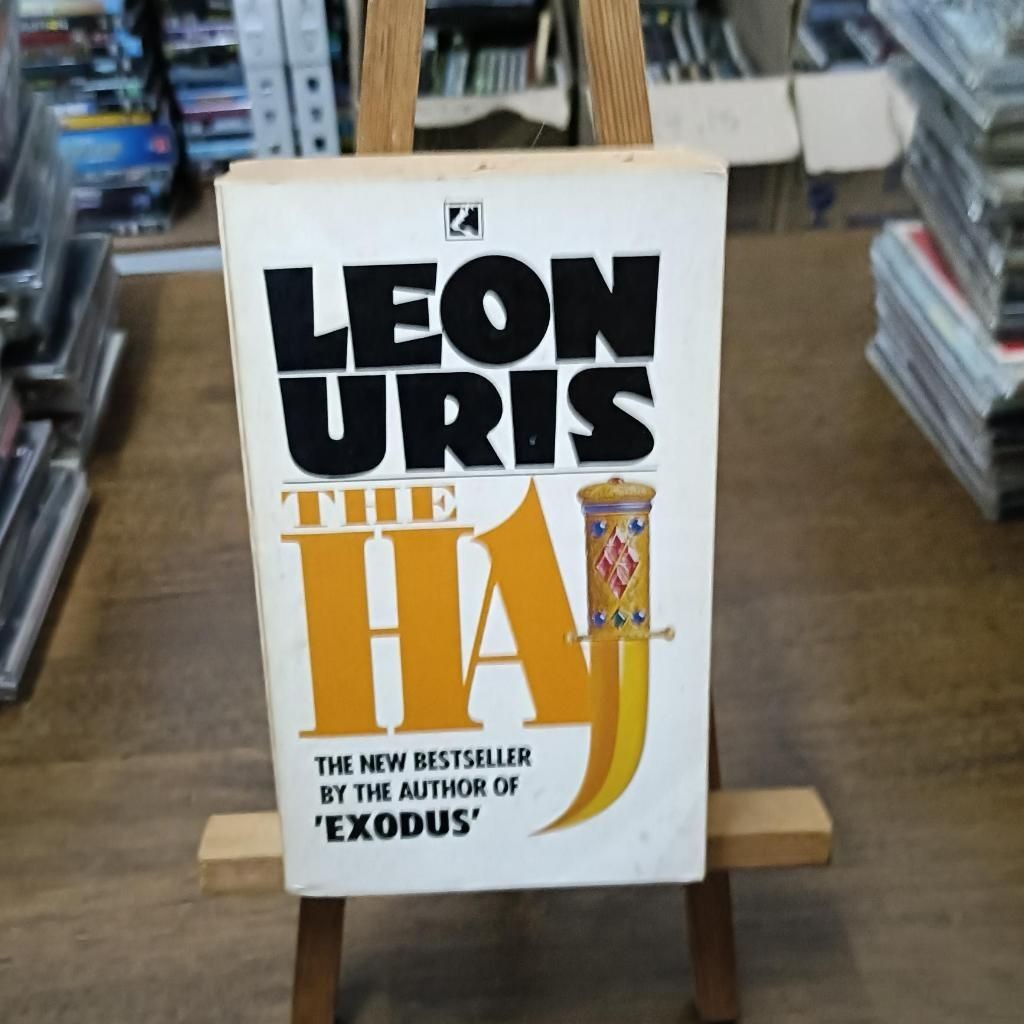 LEON
URIS
THE
HAJ
THE NEW BESTSELLER
BY THE AUTHOR OF
'EXODUS'